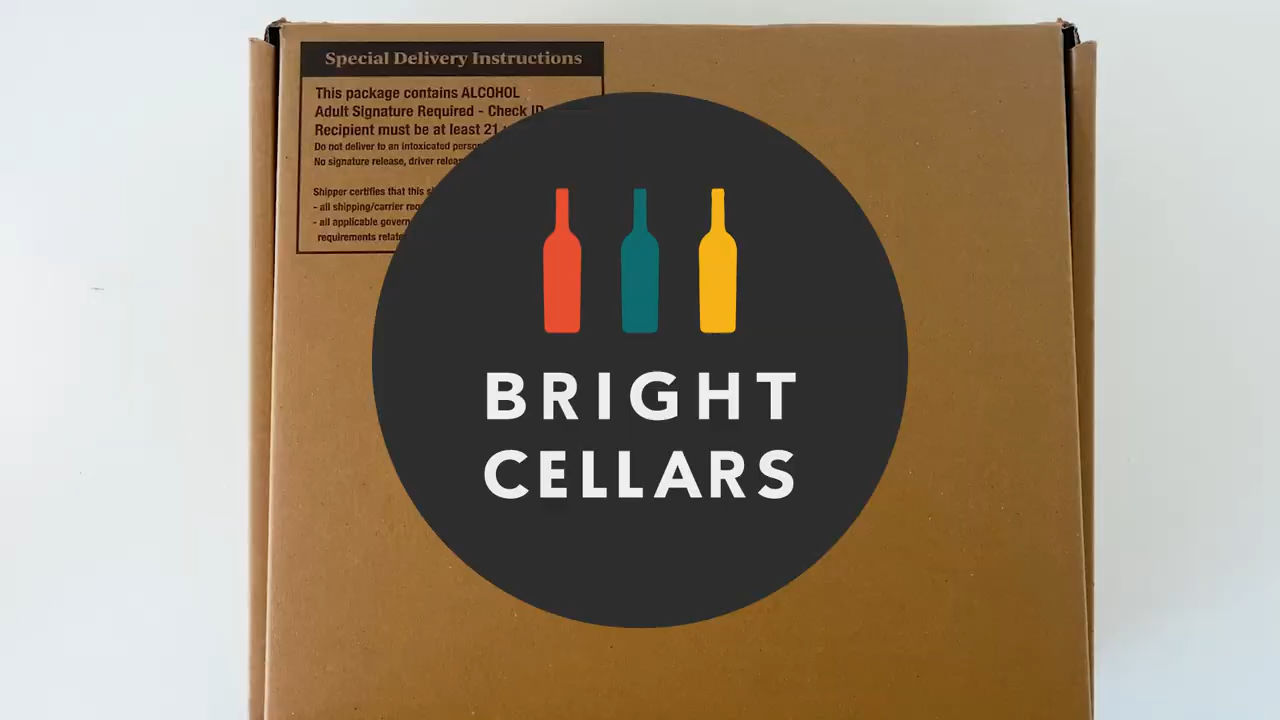 Special Delivery Instructions
This package contains ALCOHOL
Adult Signature Required - Check ID
Recipient must be at least 21
Do not deliver to an intoxicated
No signature release, driver
Shipper certifies that this
- all shipping/carrier
- all applicable
requirements
BRIGHT
CELLARS